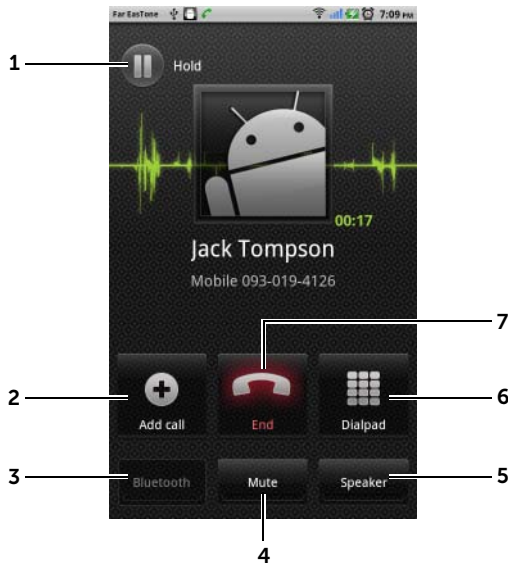 Far EasTone 7:09 PM
1 Hold
00:17
Jack Tompson
Mobile 093-019-4126
7
2 Add call End Dialpad 6
3 Bluetooth Mute Speaker 5
4